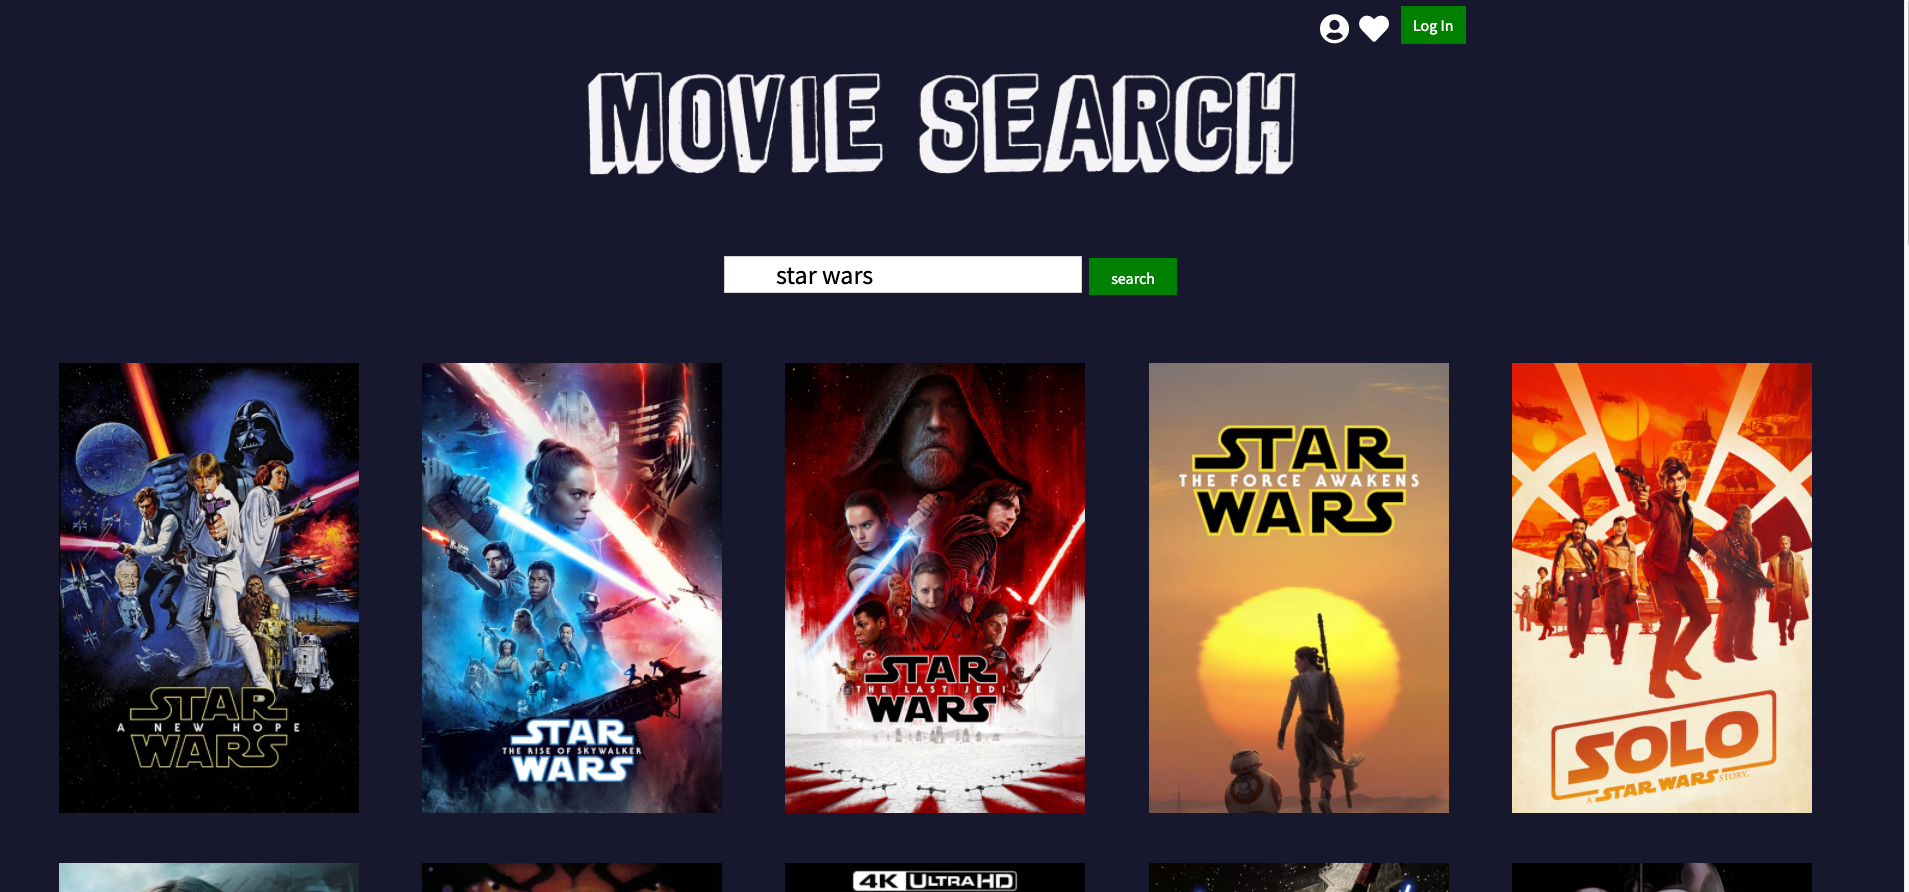 Log In
MOVIE SEARCH
star wars
search
STAR
A NEW HOPE
WARS
STAR
THE RISE OF SKYWALKER
WARS
STAR
THE LAST JEDI
WARS
STAR
THE FORCE AWAKENS
WARS
SOLO
A STAR WARS STORY
4K ULTRA HD